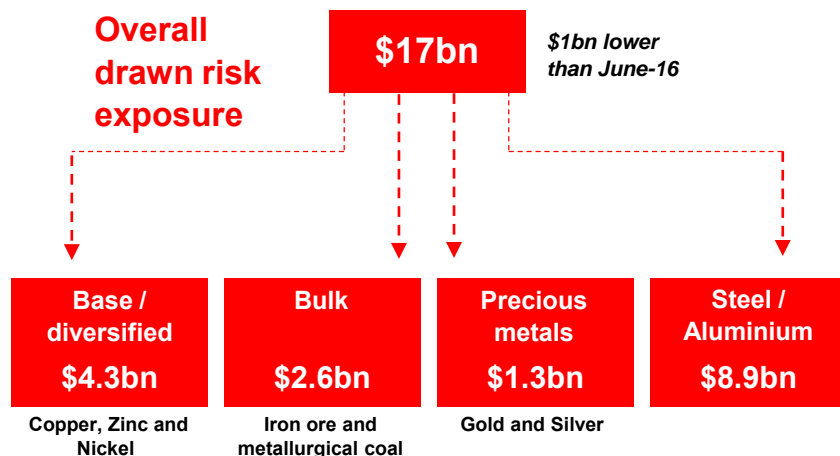 Overall
drawn risk
exposure
$17bn
$1bn lower
than June-16
Base /
diversified
$4.3bn
Copper, Zinc and
Nickel
Bulk
$2.6bn
Iron ore and
metallurgical coal
Precious
metals
$1.3bn
Gold and Silver
Steel /
Aluminium
$8.9bn